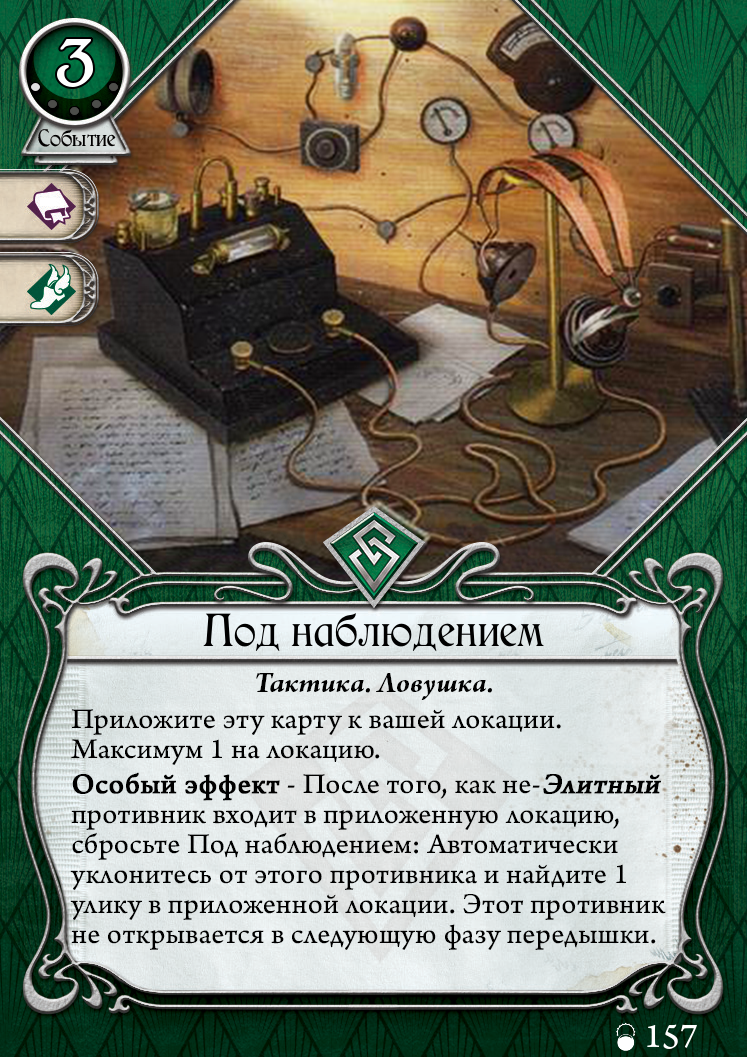 3
Событие
Под наблюдением
Тактика. Ловушка.
Приложите эту карту к вашей локации.
Максимум 1 на локацию.
Особый эффект - После того, как не-Элитный
противник входит в приложенную локацию,
сбросьте Под наблюдением: Автоматически
уклонитесь от этого противника и найдите 1
улику в приложенной локации. Этот противник
не открывается в следующую фазу передышки.
157